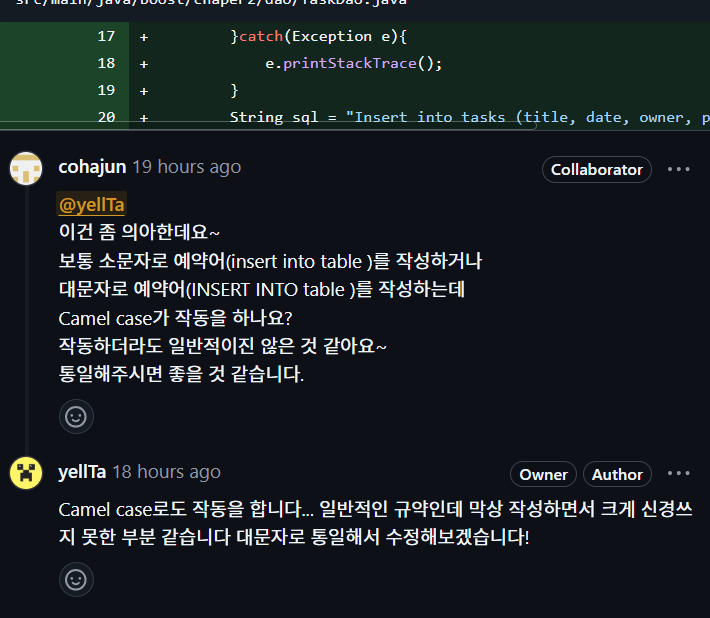 src/main/java/boost/chaper2/dao/TaskDao.java
17 + }catch(Exception e){
18 + e.printStackTrace();
19 + }
20 + String sql = "Insert into tasks (title, date, owner, p
cohajun 19 hours ago Collaborator ...
@yellTa
이건 좀 의아한데요~
보통 소문자로 예약어(insert into table )를 작성하거나
대문자로 예약어(INSERT INTO table )를 작성하는데
Camel case가 작동을 하나요?
작동하더라도 일반적이진 않은 것 같아요~
통일해주시면 좋을 것 같습니다.
yellTa 18 hours ago Owner Author ...
Camel case로도 작동을 합니다... 일반적인 규약인데 막상 작성하면서 크게 신경쓰
지 못한 부분 같습니다 대문자로 통일해서 수정해보겠습니다!